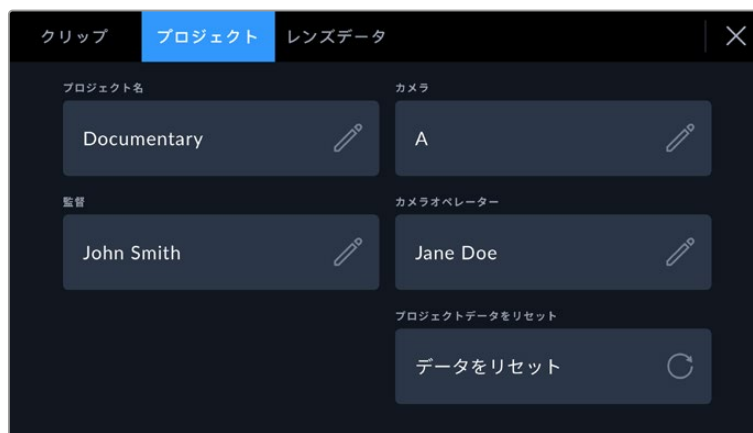 クリップ プロジェクト レンズデータ
プロジェクト名
Documentary
カメラ
A
監督
John Smith
カメラオペレーター
Jane Doe
プロジェクトデータをリセット
データをリセット